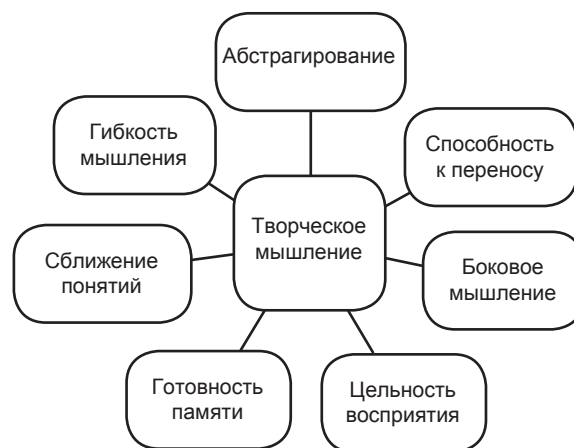 Абстрагирование
Гибкость
мышления
Способность
к переносу
Творческое
мышление
Сближение
понятий
Боковое
мышление
Готовность
памяти
Цельность
восприятия